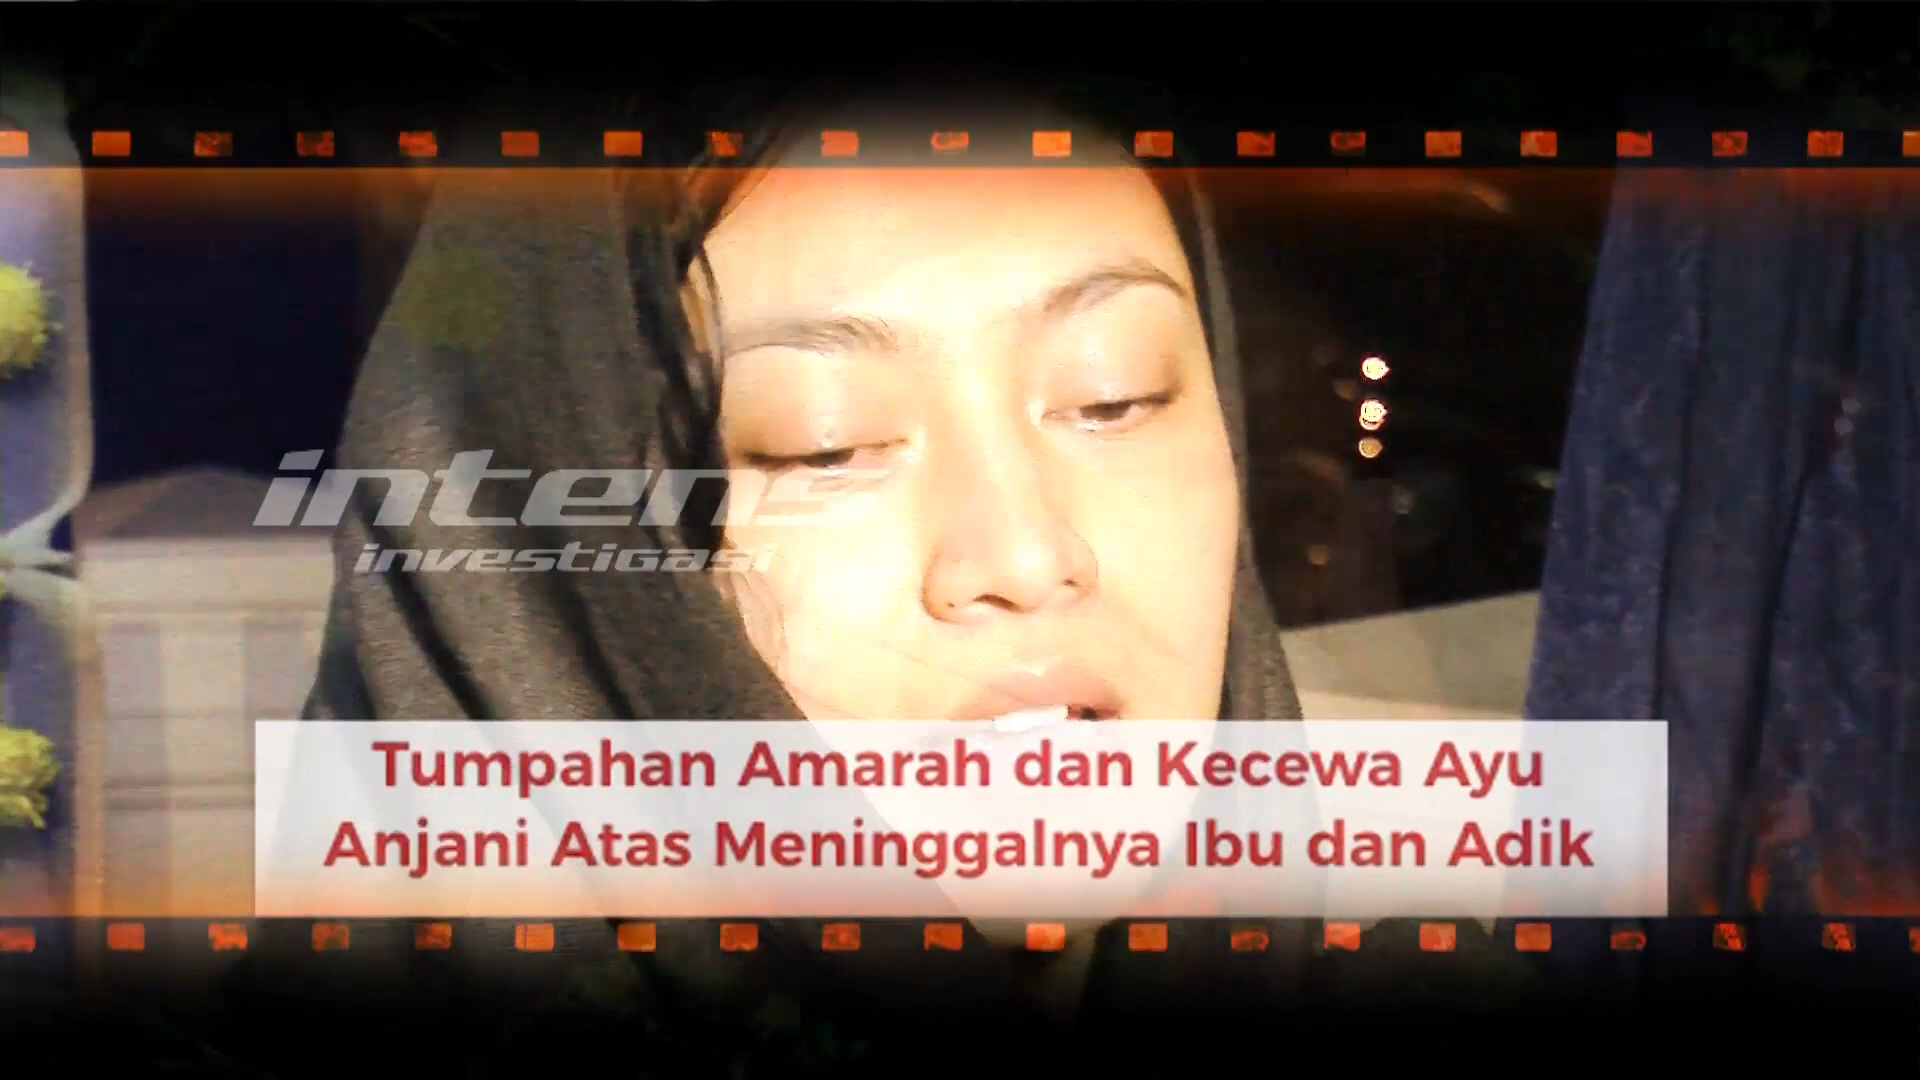 intens
investigasi
Tumpahan Amarah dan Kecewa Ayu
Anjani Atas Meninggalnya Ibu dan Adik